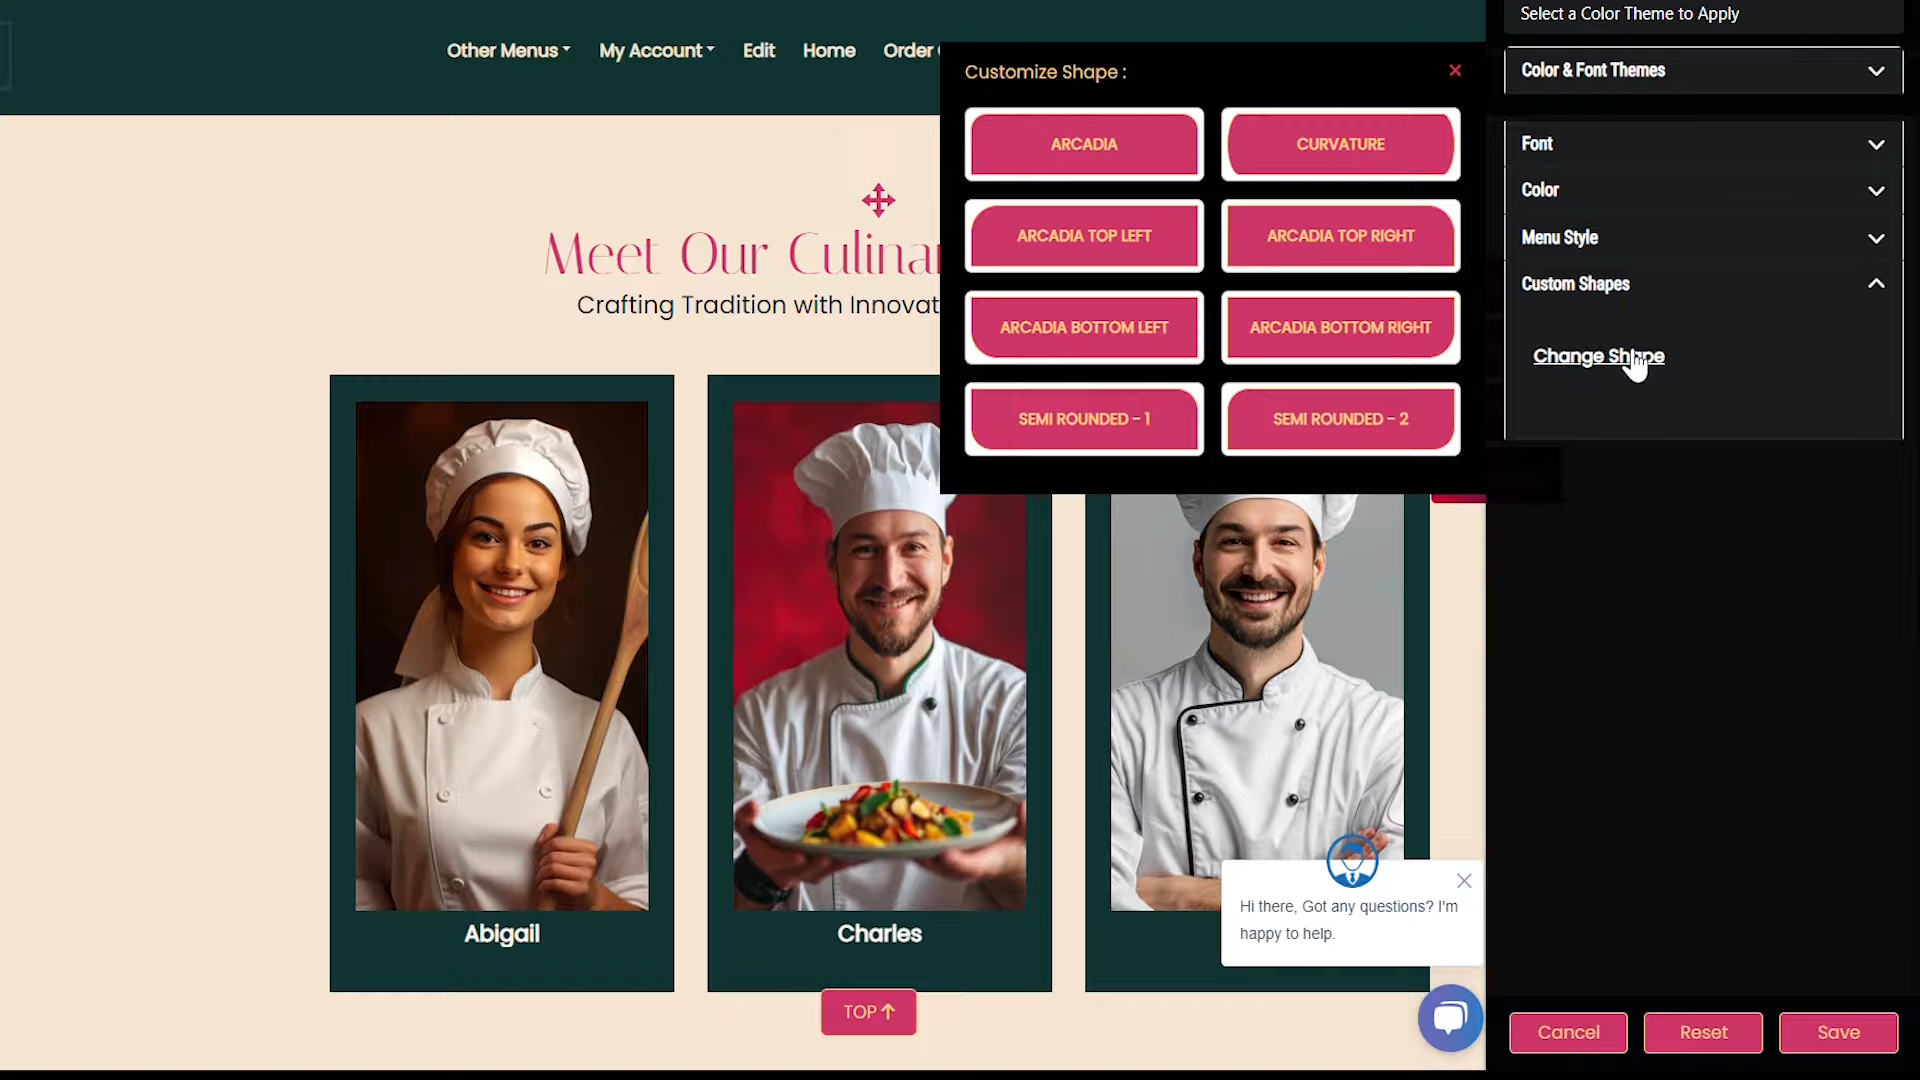 Other Menus
My Account
Edit
Home
Order
Meet Our Culina
Crafting Tradition with Innovat
Abigail
Charles
TOP
Customize Shape :
ARCADIA
CURVATURE
ARCADIA TOP LEFT
ARCADIA TOP RIGHT
ARCADIA BOTTOM LEFT
ARCADIA BOTTOM RIGHT
SEMI ROUNDED - 1
SEMI ROUNDED - 2
Hi there, Got any questions? I'm
happy to help.
Select a Color Theme to Apply
Color & Font Themes
Font
Color
Menu Style
Custom Shapes
Change Shape
Cancel
Reset
Save